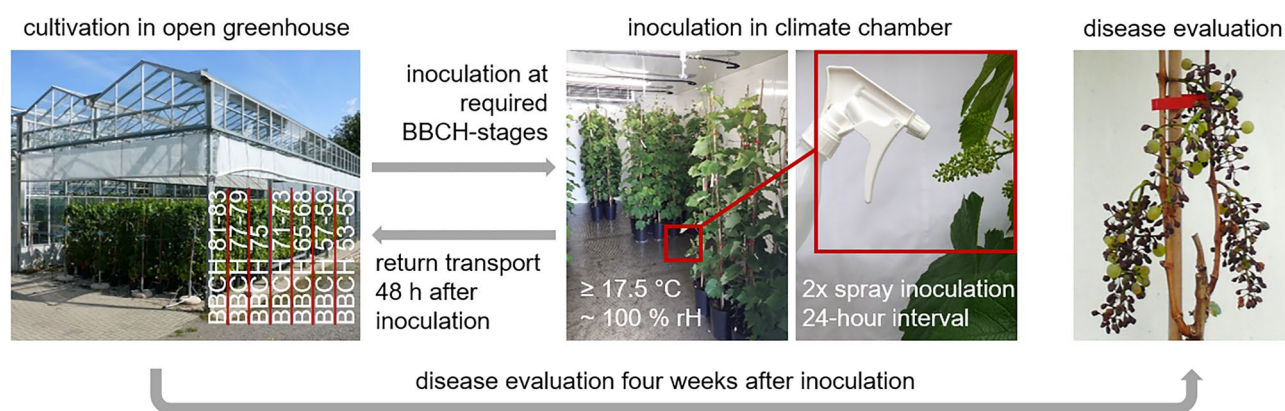 cultivation in open greenhouse
inoculation in climate chamber
disease evaluation
inoculation at
required
BBCH-stages
return transport
48 h after
inoculation
BBCH 81-83
BBCH 77-79
BBCH 75
BBCH 71-73
BBCH 65-68
BBCH 57-59
BBCH 53-55
≥ 17.5 °C
~ 100 % rH
2x spray inoculation
24-hour interval
disease evaluation four weeks after inoculation